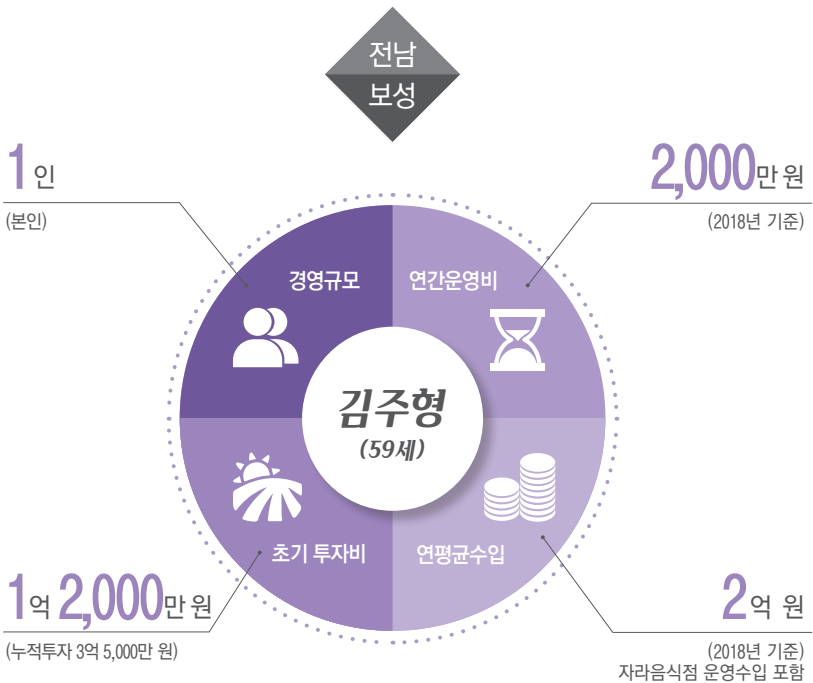 전남
보성
1인
(본인)
2,000만 원
(2018년 기준)
경영규모
연간운영비
김주형
(59세)
초기 투자비
연평균수입
1억 2,000만 원
(누적투자 3억 5,000만 원)
2억 원
(2018년 기준)
자라음식점 운영수입 포함